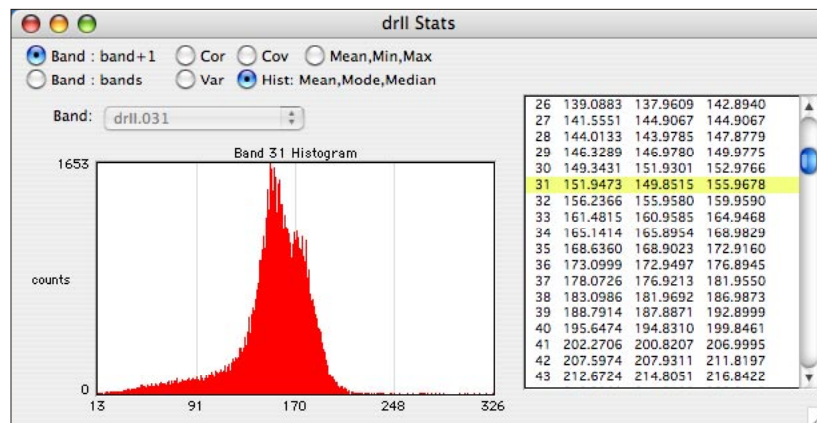 drll Stats
Band : band+1 Cor Cov Mean,Min,Max
Band : bands Var Hist: Mean,Mode,Median
Band: drll.031
Band 31 Histogram
1653
counts
0
13 91 170 248 326
26 139.0883 137.9609 142.8940
27 141.5551 144.9067 144.9067
28 144.0133 143.9785 147.8779
29 146.3289 146.9780 149.9775
30 149.3431 151.9301 152.9766
31 151.9473 149.8515 155.9678
32 156.2366 155.9580 159.9590
33 161.4815 160.9585 164.9468
34 165.1414 165.8954 168.9829
35 168.6360 168.9023 172.9160
36 173.0999 172.9497 176.8945
37 178.0726 176.9213 181.9550
38 183.0986 181.9692 986.9873
39 188.7914 187.8871 192.8999
40 195.6474 194.8310 199.8461
41 202.2706 200.8207 206.9995
42 207.5974 207.9311 211.8197
43 212.6724 214.8051 216.8422